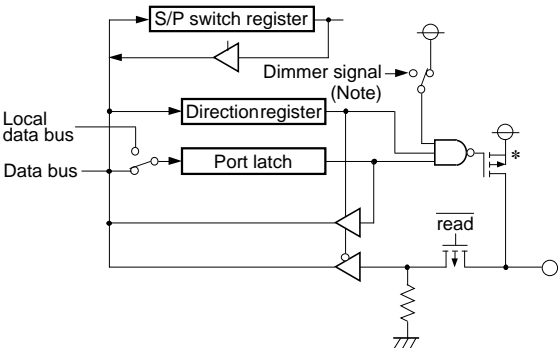 S/P switch register
Dimmer signal
(Note)
Direction register
Local
data bus
Port latch
Data bus
*
read